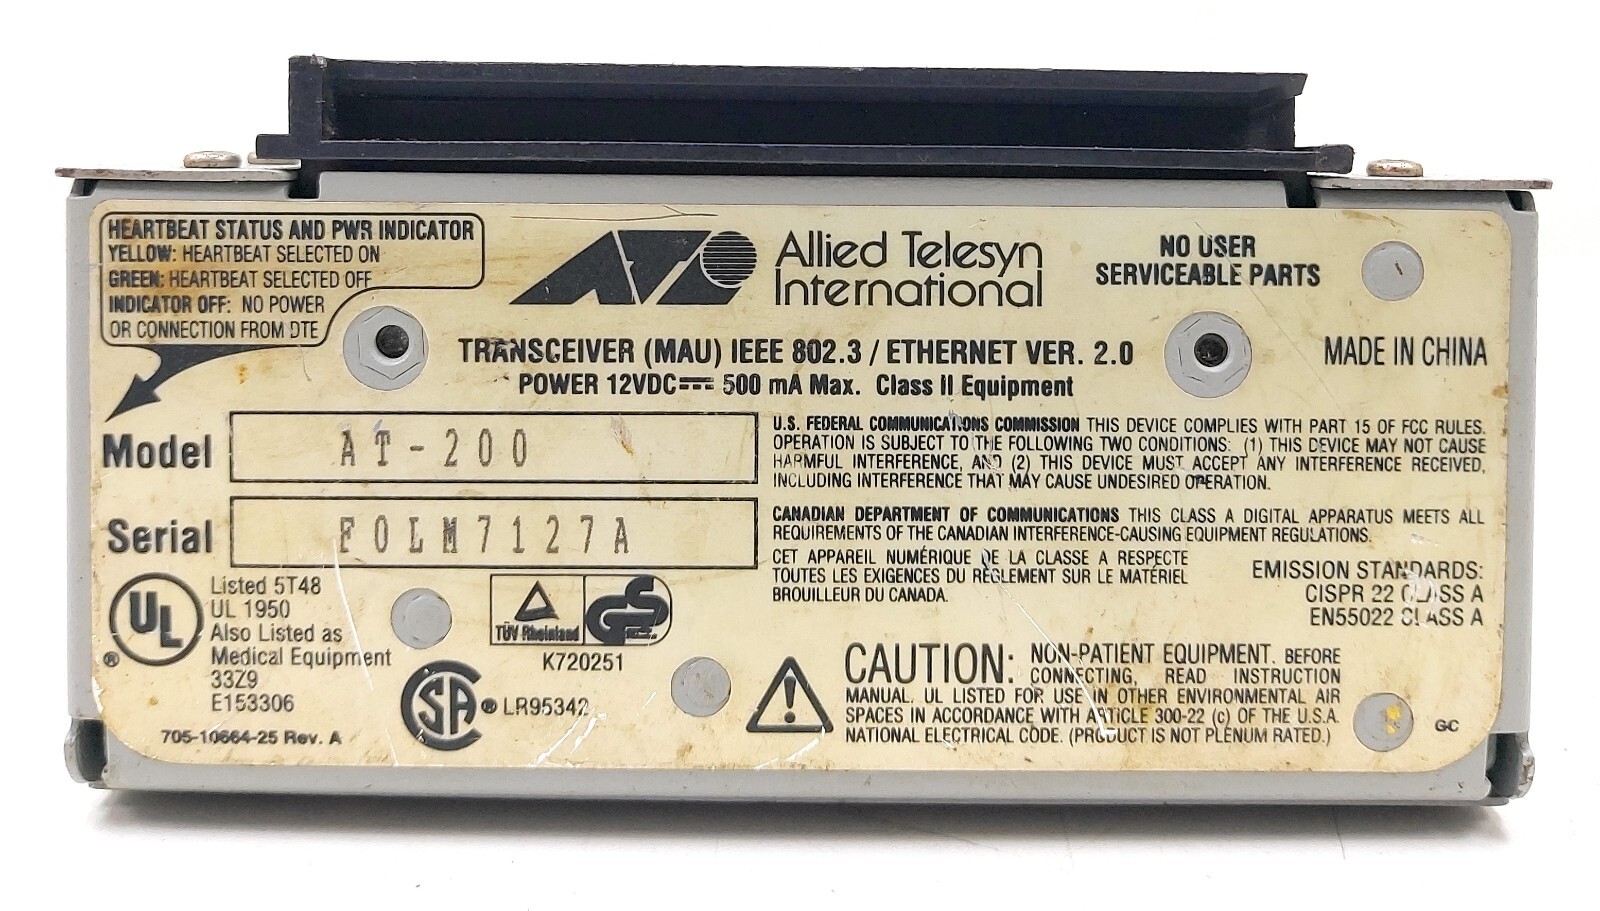 HEARTBEAT STATUS AND PWR INDICATOR
YELLOW: HEARTBEAT SELECTED ON
GREEN: HEARTBEAT SELECTED OFF
INDICATOR OFF: NO POWER
OR CONNECTION FROM DTE
Allied Telesyn
International
NO USER
SERVICEABLE PARTS
TRANSCEIVER (MAU) IEEE 802.3 / ETHERNET VER. 2.0
POWER 12VDC⎓ 500 mA Max. Class II Equipment
MADE IN CHINA
Model AT-200
Serial F0LM7127A
U.S. FEDERAL COMMUNICATIONS COMMISSION THIS DEVICE COMPLIES WITH PART 15 OF FCC RULES.
OPERATION IS SUBJECT TO THE FOLLOWING TWO CONDITIONS: (1) THIS DEVICE MAY NOT CAUSE
HARMFUL INTERFERENCE, AND (2) THIS DEVICE MUST ACCEPT ANY INTERFERENCE RECEIVED,
INCLUDING INTERFERENCE THAT MAY CAUSE UNDESIRED OPERATION.
CANADIAN DEPARTMENT OF COMMUNICATIONS THIS CLASS A DIGITAL APPARATUS MEETS ALL
REQUIREMENTS OF THE CANADIAN INTERFERENCE-CAUSING EQUIPMENT REGULATIONS.
CET APPAREIL NUMÉRIQUE DE LA CLASSE A RESPECTE
TOUTES LES EXIGENCES DU RÉGLEMENT SUR LE MATÉRIEL
BROUILLEUR DU CANADA.
EMISSION STANDARDS:
CISPR 22 CLASS A
EN55022 CLASS A
UL ®
Listed 5T48
UL 1950
Also Listed as
Medical Equipment
33Z9
E153306
TÜV Rheinland
GS
K720251
CSA ® LR95342
705-10664-25 Rev. A
CAUTION: NON-PATIENT EQUIPMENT. BEFORE
CONNECTING, READ INSTRUCTION
MANUAL. UL LISTED FOR USE IN OTHER ENVIRONMENTAL AIR
SPACES IN ACCORDANCE WITH ARTICLE 300-22 (c) OF THE U.S.A.
NATIONAL ELECTRICAL CODE. (PRODUCT IS NOT PLENUM RATED.)
GC